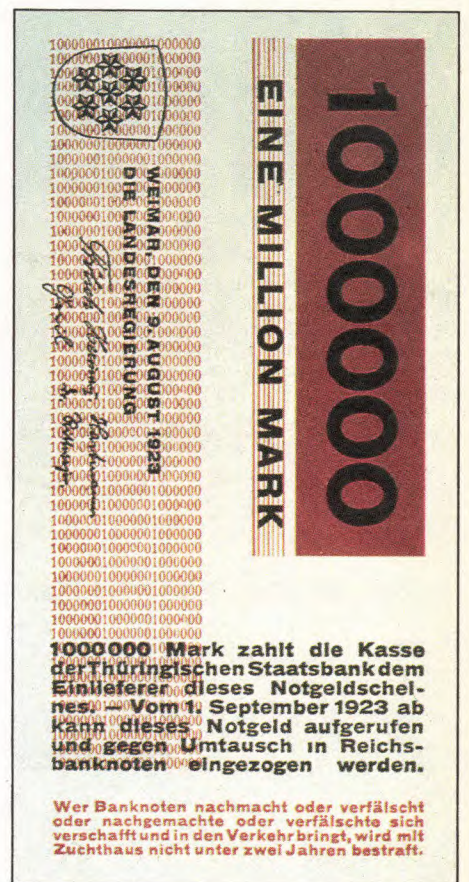 1000000
EINE MILLION MARK
WEIMAR, DEN 9. AUGUST 1923
DIE LANDESREGIERUNG
1000000 Mark zahlt die Kasse
der Thüringischen Staatsbank dem
Einlieferer dieses Notgeldschei-
nes. — Vom 1. September 1923 ab
kann dieses Notgeld aufgerufen
und gegen Umtausch in Reichs-
banknoten eingezogen werden.
Wer Banknoten nachmacht oder verfälscht
oder nachgemachte oder verfälschte sich
verschafft und in den Verkehr bringt, wird mit
Zuchthaus nicht unter zwei Jahren bestraft.